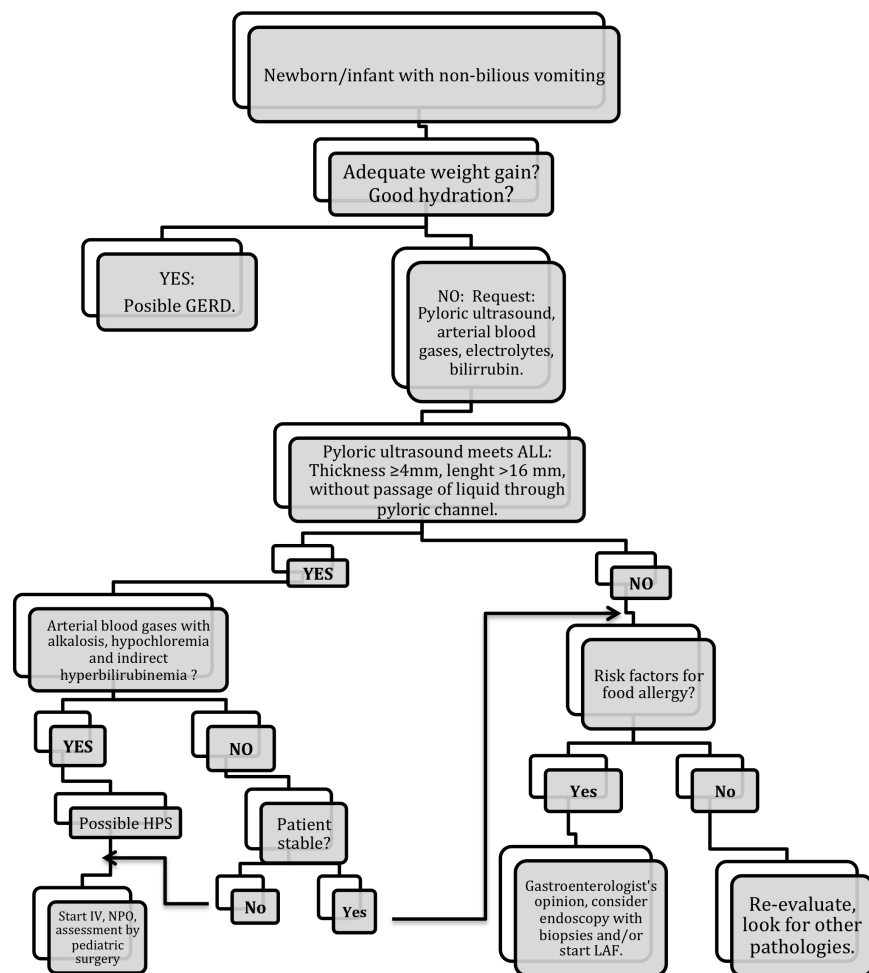 Newborn/infant with non-bilious vomiting
Adequate weight gain?
Good hydration?
YES:
Posible GERD.
NO: Request:
Pyloric ultrasound,
arterial blood
gases, electrolytes,
bilirrubin.
Pyloric ultrasound meets ALL:
Thickness ≥4mm, lenght >16 mm,
without passage of liquid through
pyloric channel.
YES
NO
Arterial blood gases with
alkalosis, hypochloremia
and indirect
hyperbilirubinemia ?
Risk factors for
food allergy?
YES
NO
Yes
No
Possible HPS
Patient
stable?
No
Yes
Start IV, NPO,
assessment by
pediatric
surgery
Gastroenterologist's
opinion, consider
endoscopy with
biopsies and/or
start LAF.
Re-evaluate,
look for other
pathologies.